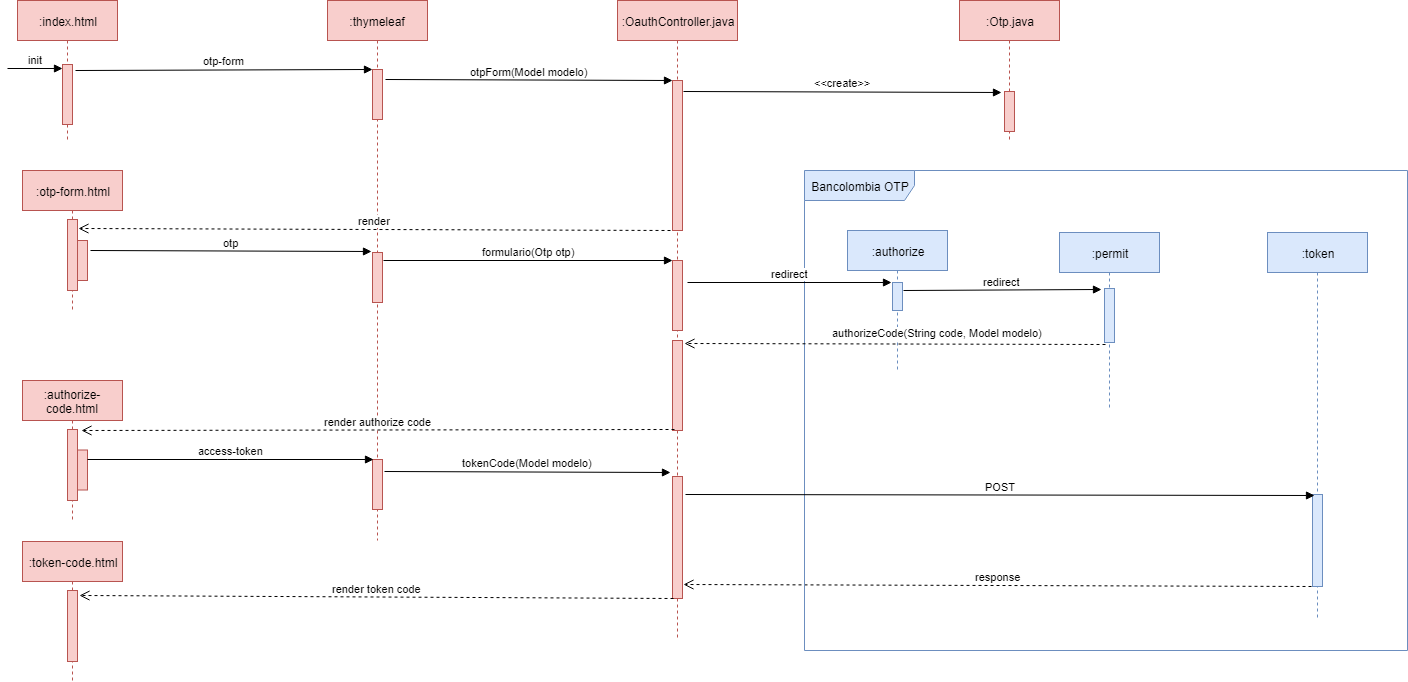 :index.html
:thymeleaf
:OauthController.java
:Otp.java
init
otp-form
otpForm(Model modelo)
<<create>>
:otp-form.html
Bancolombia OTP
render
otp
formulario(Otp otp)
:authorize
:permit
:token
redirect
redirect
authorizeCode(String code, Model modelo)
:authorize-
code.html
render authorize code
access-token
tokenCode(Model modelo)
POST
:token-code.html
response
render token code